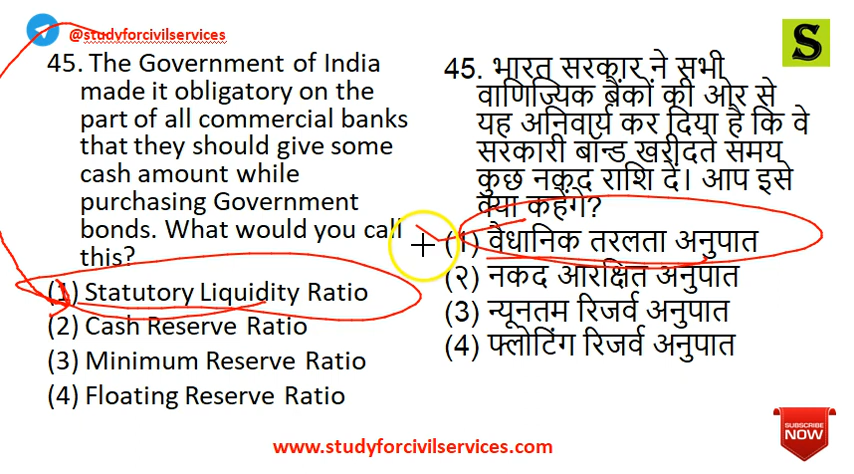 @studyforcivilservices
S
45. The Government of India
made it obligatory on the
part of all commercial banks
that they should give some
cash amount while
purchasing Government
bonds. What would you call
this?
(1) Statutory Liquidity Ratio
(2) Cash Reserve Ratio
(3) Minimum Reserve Ratio
(4) Floating Reserve Ratio
45. भारत सरकार ने सभी
वाणिज्यिक बैंकों की ओर से
यह अनिवार्य कर दिया है कि वे
सरकारी बॉन्ड खरीदते समय
कुछ नकद राशि दें। आप इसे
क्या कहेंगे?
(1) वैधानिक तरलता अनुपात
(२) नकद आरक्षित अनुपात
(3) न्यूनतम रिजर्व अनुपात
(4) फ्लोटिंग रिजर्व अनुपात
SUBSCRIBE
NOW
www.studyforcivilservices.com